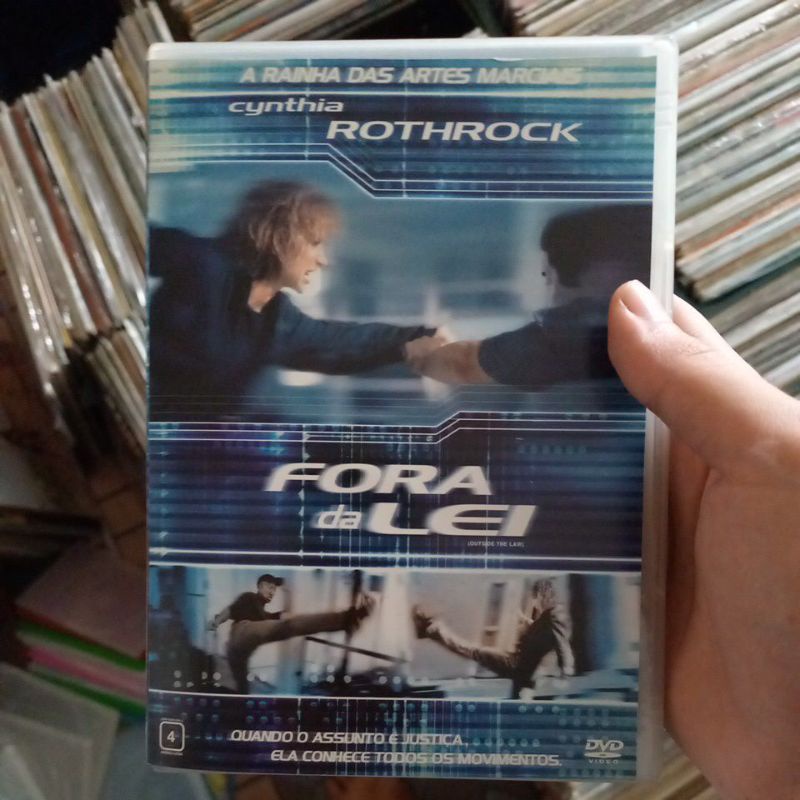 A RAINHA DAS ARTES MARCIAIS
cynthia
ROTHROCK
FORA
da LEI
(OUTSIDE THE LAW)
4
QUANDO O ASSUNTO É JUSTIÇA,
ELA CONHECE TODOS OS MOVIMENTOS.
DVD
VIDEO